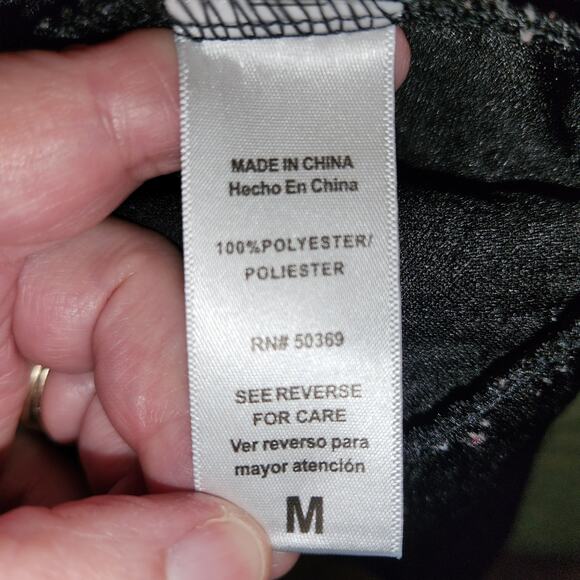 MADE IN CHINA
Hecho En China
100%POLYESTER/
POLIESTER
RN# 50369
SEE REVERSE
FOR CARE
Ver reverso para
mayor atención
M